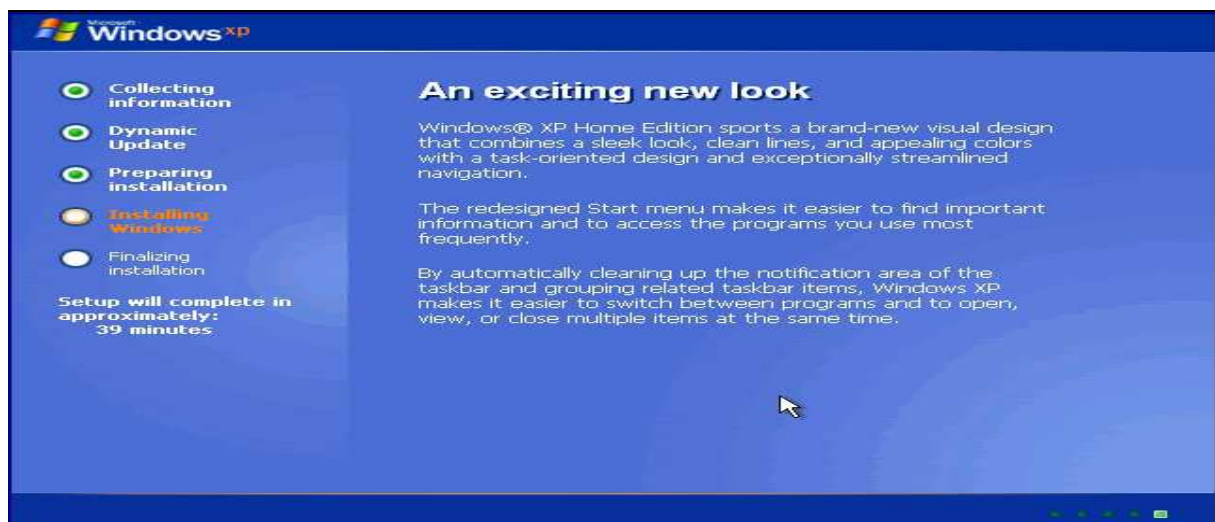 Microsoft
Windows xp
Collecting
information
Dynamic
Update
Preparing
installation
Installing
Windows
Finalizing
installation
Setup will complete in
approximately:
39 minutes
An exciting new look
Windows® XP Home Edition sports a brand-new visual design
that combines a sleek look, clean lines, and appealing colors
with a task-oriented design and exceptionally streamlined
navigation.
The redesigned Start menu makes it easier to find important
information and to access the programs you use most
frequently.
By automatically cleaning up the notification area of the
taskbar and grouping related taskbar items, Windows XP
makes it easier to switch between programs and to open,
view, or close multiple items at the same time.